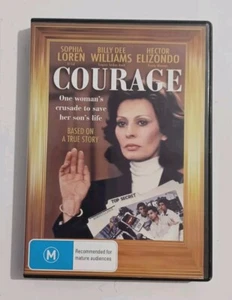 SOPHIA BILLY DEE HECTOR
LOREN WILLIAMS ELIZONDO
COURAGE
One woman's
crusade to save
her son's life
BASED ON
A TRUE STORY
TOP SECRET
M
Recommended for
mature audiences